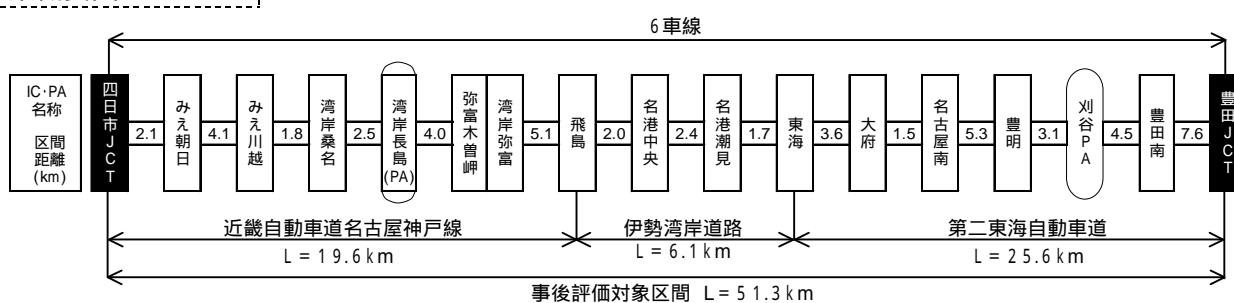 6車線
IC・PA
名称
区間
距離
(km)
四日市JCT
2.1
みえ朝日
4.1
みえ川越
1.8
湾岸桑名
2.5
湾岸長島
(PA)
4.0
弥富木曽岬
湾岸弥富
5.1
飛島
2.0
名港中央
2.4
名港潮見
1.7
東海
3.6
大府
1.5
名古屋南
5.3
豊明
3.1
刈谷PA
4.5
豊田南
7.6
豊田JCT
近畿自動車道名古屋神戸線
L=19.6km
伊勢湾岸道路
L=6.1km
第二東海自動車道
L=25.6km
事後評価対象区間 L=51.3km